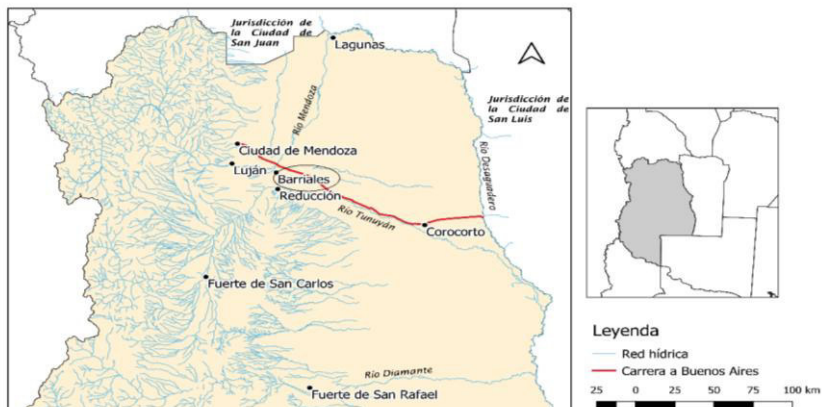 Jurisdicción de
la Ciudad de
San Juan
Lagunas
Río Mendoza
Jurisdicción de
la Ciudad de
San Luis
Ciudad de Mendoza
Luján
Barriales
Reducción
Río Desaguadero
Río Tunuyán
Corocorto
Fuerte de San Carlos
Río Diamante
Fuerte de San Rafael
Leyenda
Red hídrica
Carrera a Buenos Aires
25 0 25 50 75 100 km